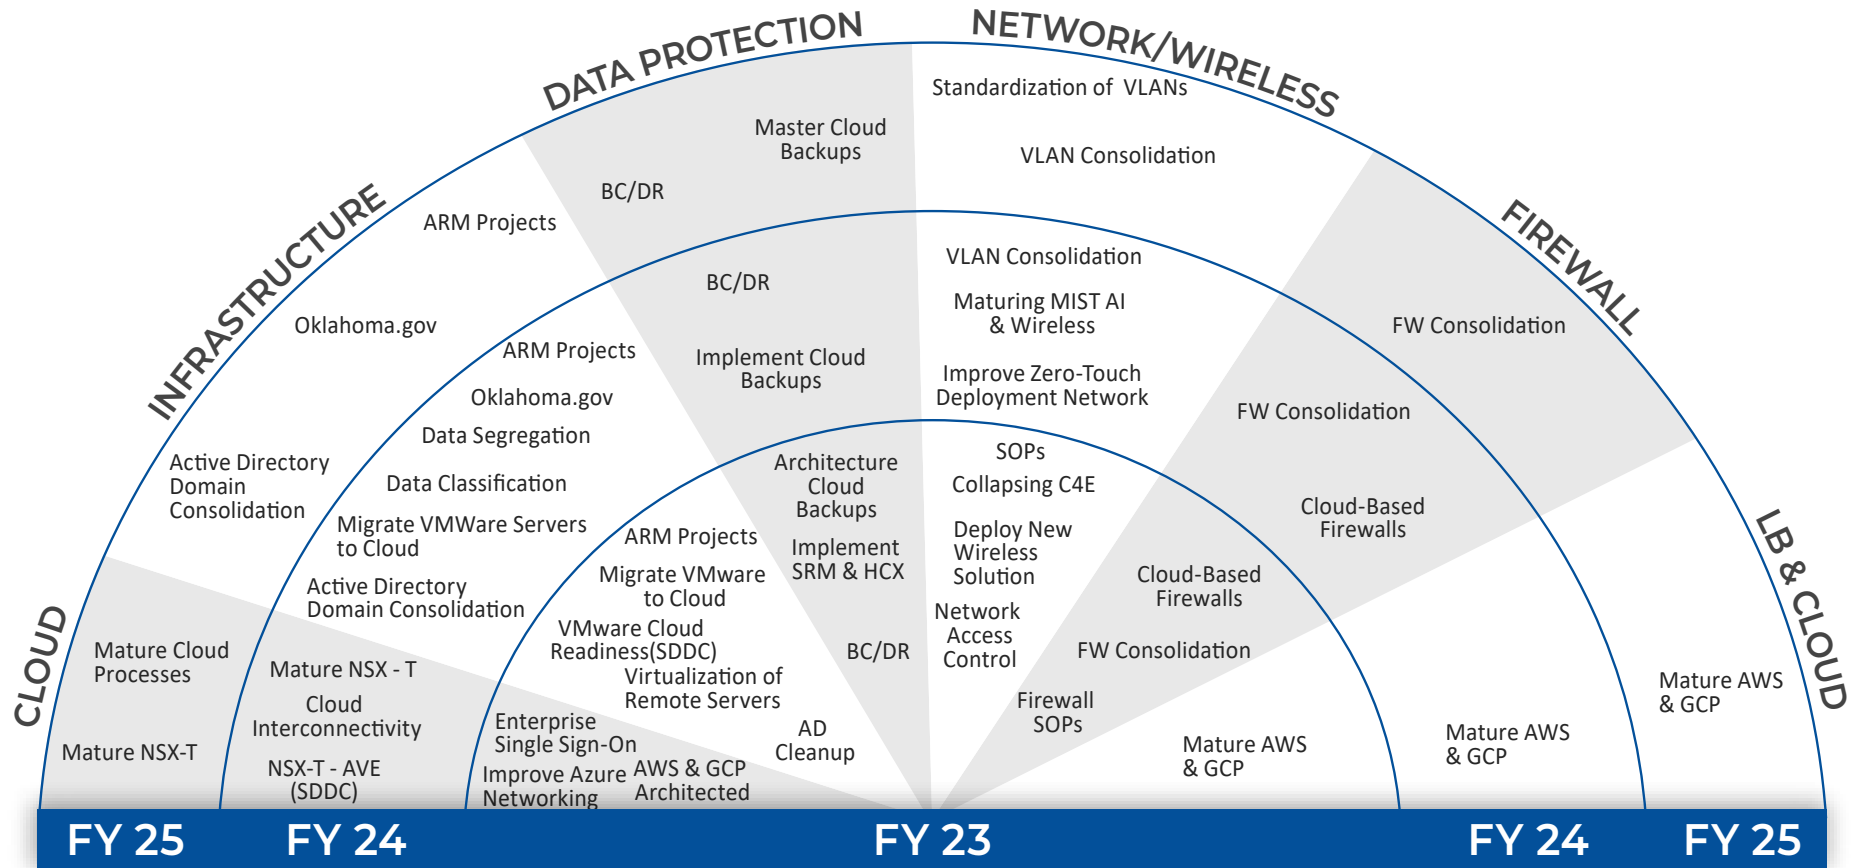 CLOUD
INFRASTRUCTURE
DATA PROTECTION
NETWORK/WIRELESS
FIREWALL
LB & CLOUD
Mature Cloud
Processes
Mature NSX-T
Mature NSX - T
Cloud
Interconnectivity
NSX-T - AVE
(SDDC)
Enterprise
Single Sign-On
Improve Azure
Networking
AWS & GCP
Architected
ARM Projects
Oklahoma.gov
Active Directory
Domain
Consolidation
ARM Projects
Oklahoma.gov
Data Segregation
Data Classification
Migrate VMWare Servers
to Cloud
Active Directory
Domain Consolidation
ARM Projects
Migrate VMware
to Cloud
VMware Cloud
Readiness(SDDC)
Virtualization of
Remote Servers
AD
Cleanup
Master Cloud
Backups
BC/DR
BC/DR
Implement Cloud
Backups
Architecture
Cloud
Backups
Implement
SRM & HCX
BC/DR
Standardization of  VLANs
VLAN Consolidation
VLAN Consolidation
Maturing MIST AI
& Wireless
Improve Zero-Touch
Deployment Network
SOPs
Collapsing C4E
Deploy New
Wireless
Solution
Network
Access
Control
FW Consolidation
FW Consolidation
Cloud-Based
Firewalls
Cloud-Based
Firewalls
FW Consolidation
Firewall
SOPs
Mature AWS
& GCP
Mature AWS
& GCP
Mature AWS
& GCP
FY 25
FY 24
FY 23
FY 24
FY 25